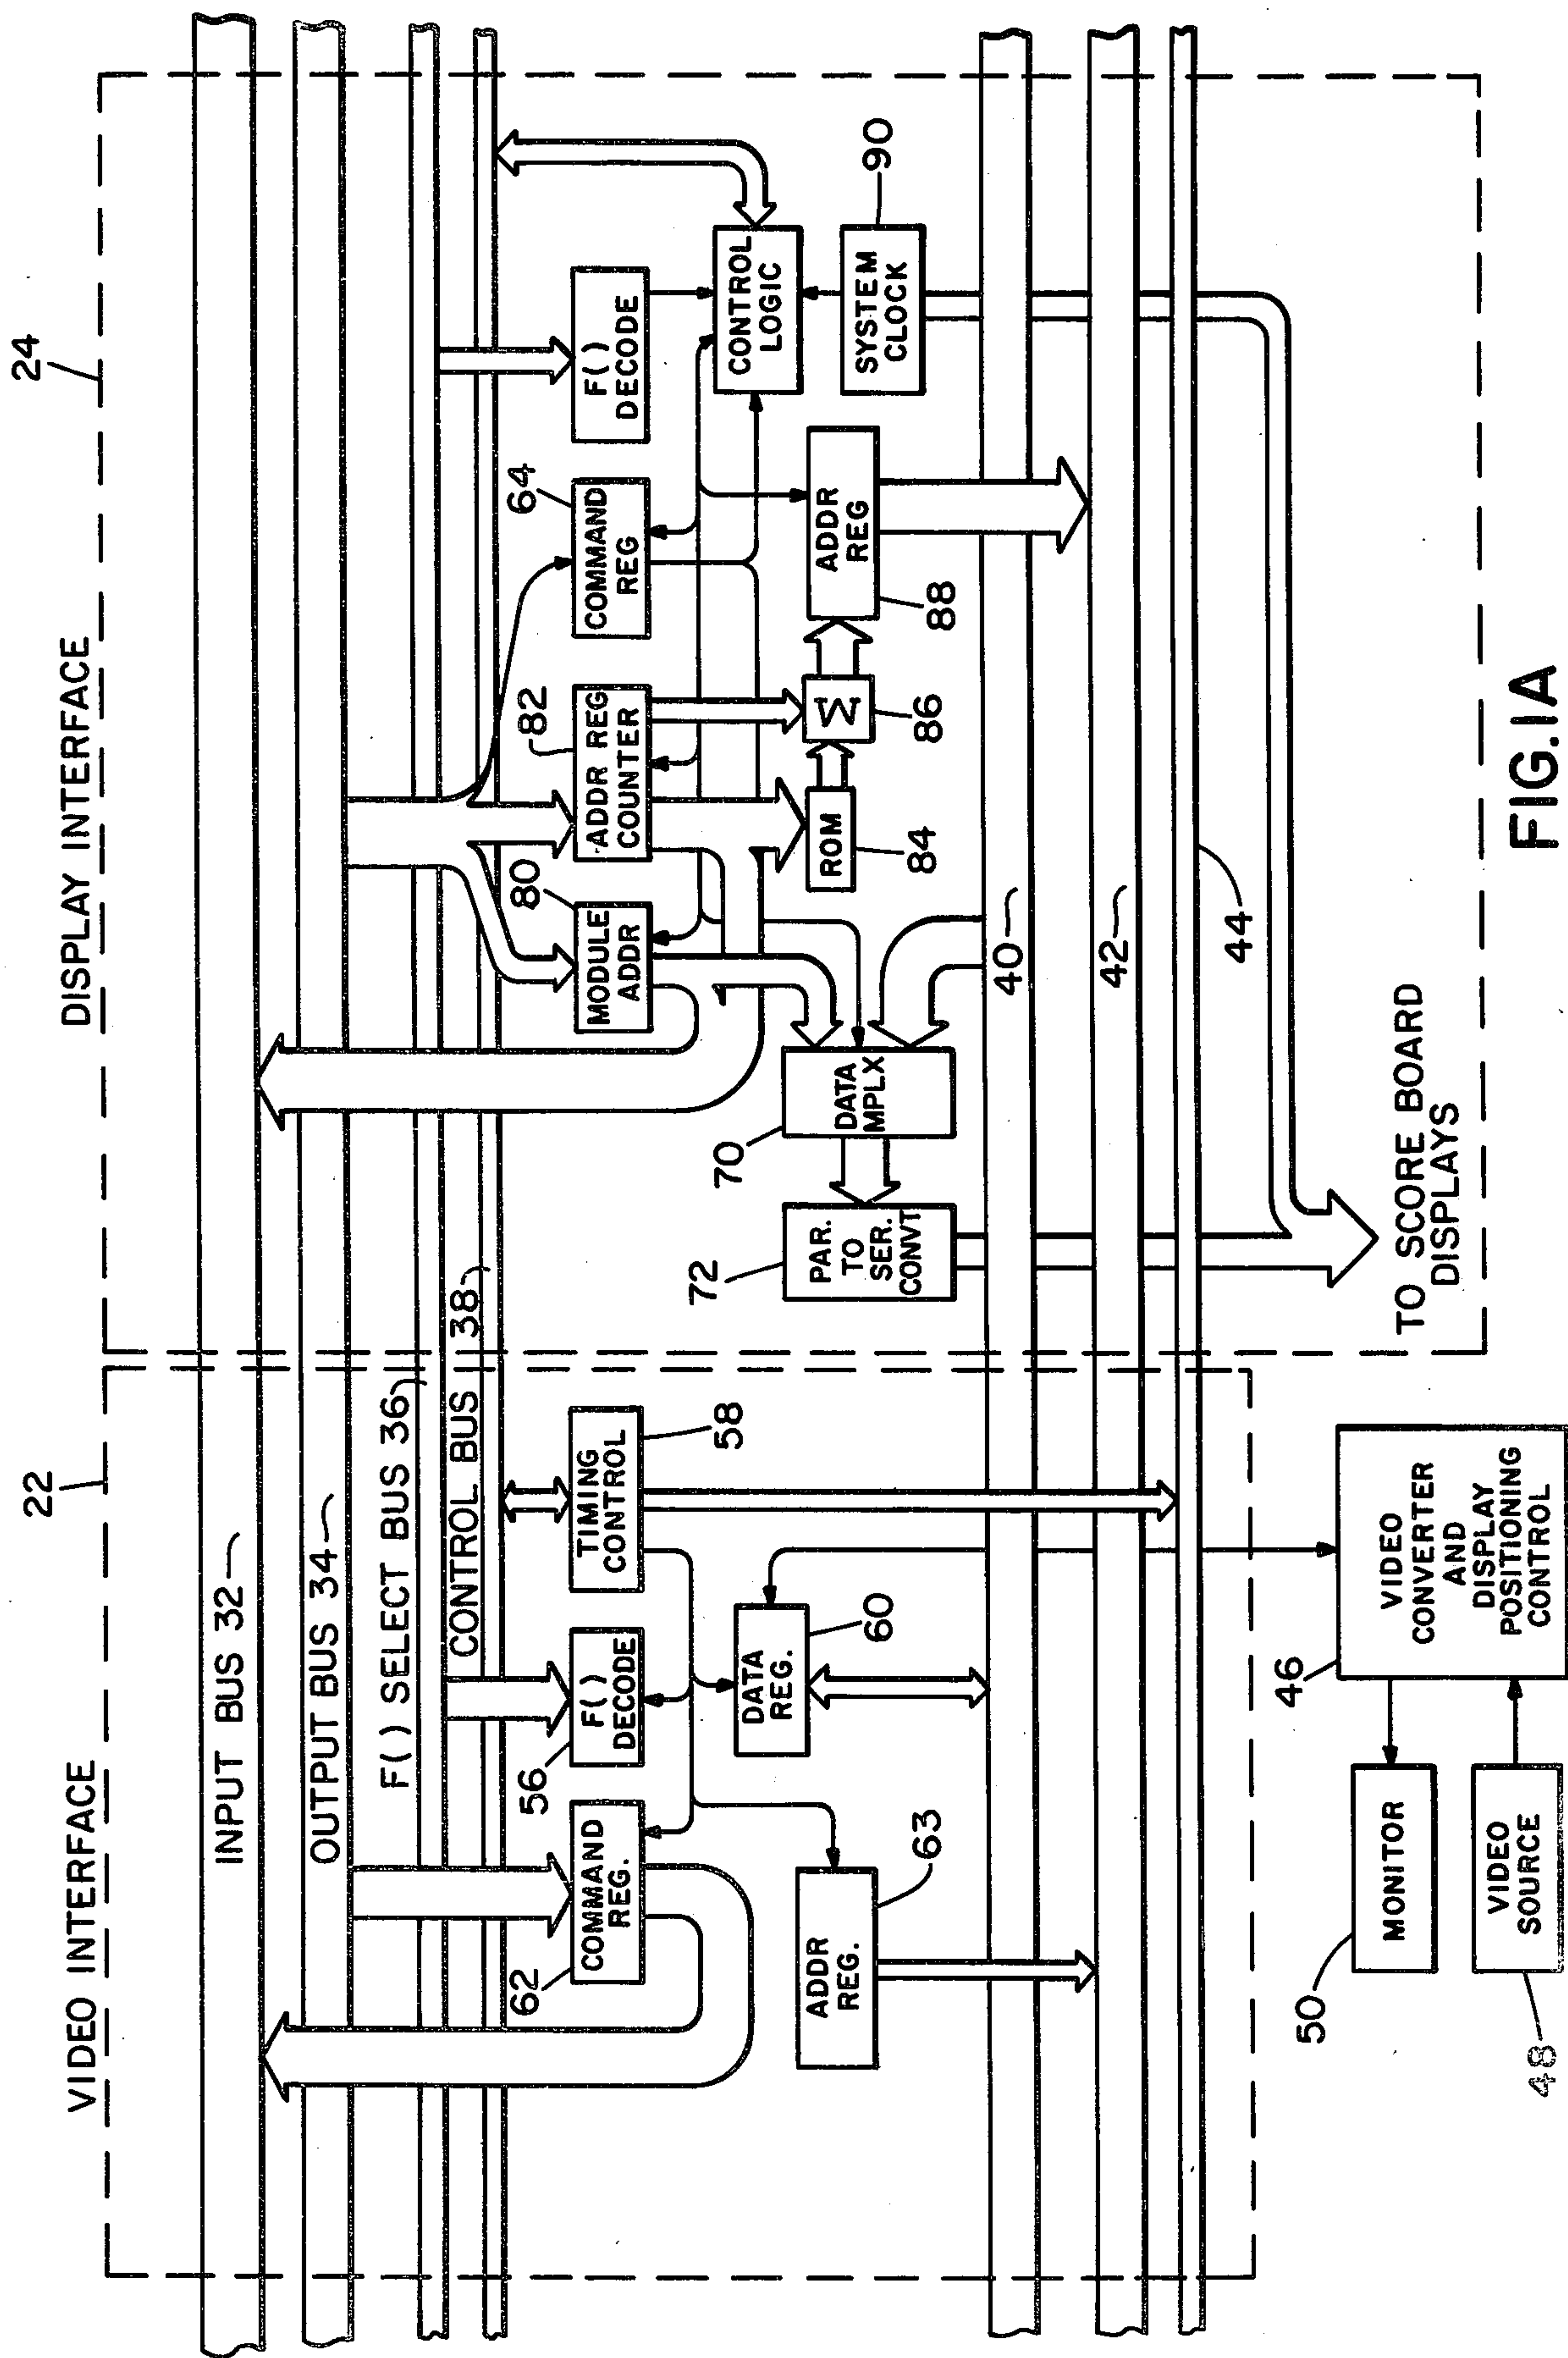 VIDEO INTERFACE
22
DISPLAY INTERFACE
24
INPUT BUS 32
OUTPUT BUS 34
F( ) SELECT BUS 36
CONTROL BUS 38
62
COMMAND
REG.
56
F( )
DECODE
TIMING
CONTROL
58
ADDR
REG.
63
DATA
REG.
60
80
MODULE
ADDR
82
ADDR REG
COUNTER
64
COMMAND
REG
F( )
DECODE
72
PAR.
TO
SER.
CONVT
70
DATA
MPLX
ROM
84
Σ
86
ADDR
REG
88
CONTROL
LOGIC
SYSTEM
CLOCK
90
40
42
44
50
MONITOR
48
VIDEO
SOURCE
46
VIDEO
CONVERTER
AND
DISPLAY
POSITIONING
CONTROL
TO SCORE BOARD
DISPLAYS
FIG.1A